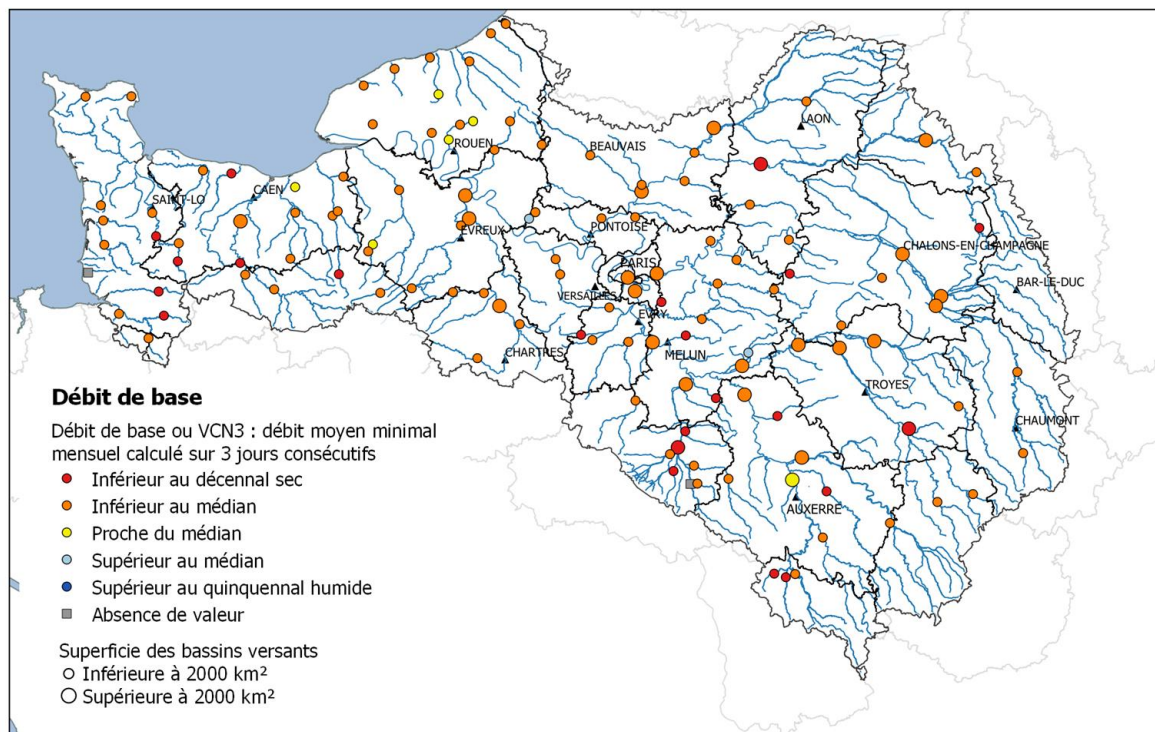 LAON
BEAUVAIS
ROUEN
CAEN
SAINT-LO
PONTOISE
EVREUX
CHALONS-EN-CHAMPAGNE
PARIS
BAR-LE-DUC
VERSAILLES
EVRY
MELUN
CHARTRES
TROYES
CHAUMONT
AUXERRE
Débit de base
Débit de base ou VCN3 : débit moyen minimal
mensuel calculé sur 3 jours consécutifs
Inférieur au décennal sec
Inférieur au médian
Proche du médian
Supérieur au médian
Supérieur au quinquennal humide
Absence de valeur
Superficie des bassins versants
Inférieure à 2000 km²
Supérieure à 2000 km²